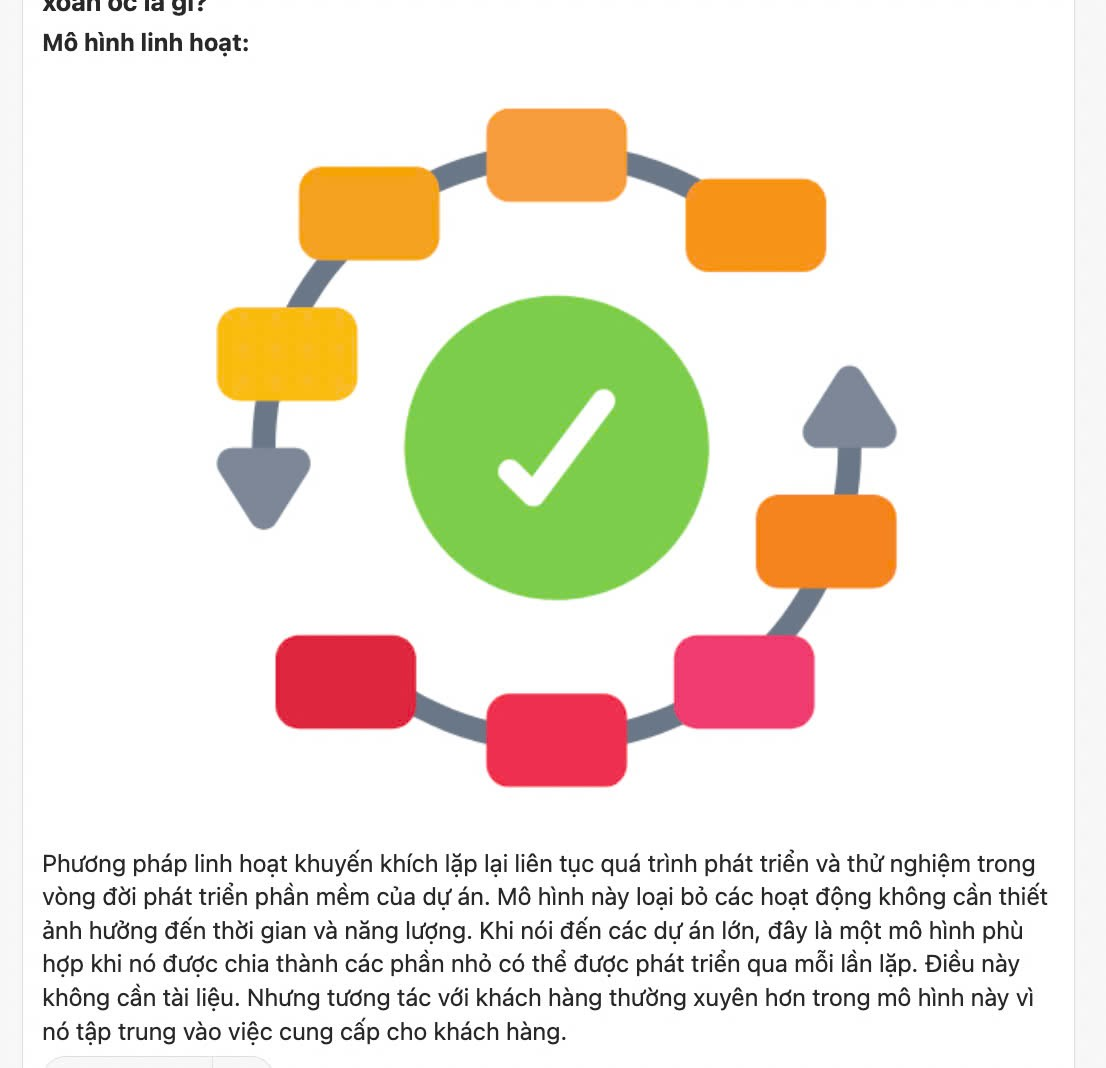 xoắn ốc là gì?
Mô hình linh hoạt:
Phương pháp linh hoạt khuyến khích lặp lại liên tục quá trình phát triển và thử nghiệm trong
vòng đời phát triển phần mềm của dự án. Mô hình này loại bỏ các hoạt động không cần thiết
ảnh hưởng đến thời gian và năng lượng. Khi nói đến các dự án lớn, đây là một mô hình phù
hợp khi nó được chia thành các phần nhỏ có thể được phát triển qua mỗi lần lặp. Điều này
không cần tài liệu. Nhưng tương tác với khách hàng thường xuyên hơn trong mô hình này vì
nó tập trung vào việc cung cấp cho khách hàng.